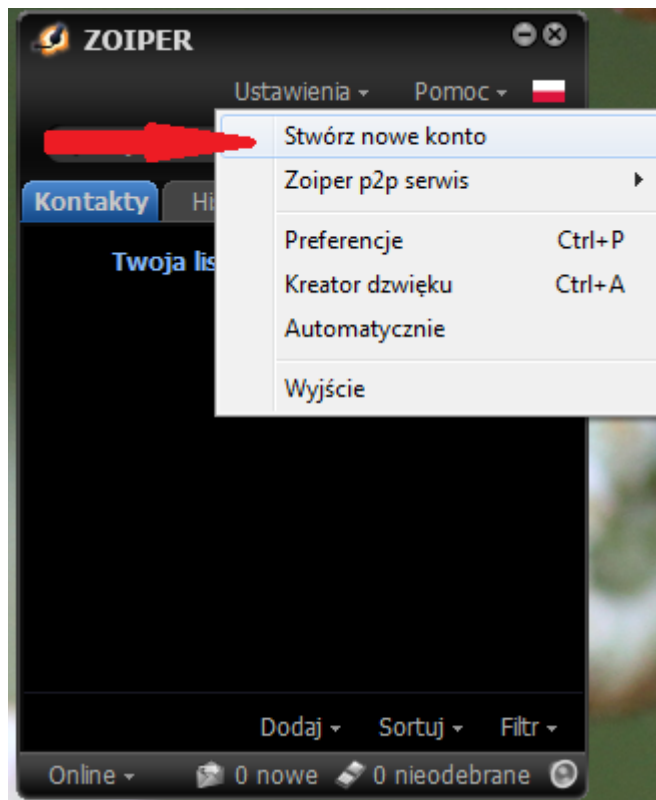 ZOIPER
Ustawienia Pomoc
Stwórz nowe konto
Zoiper p2p serwis
Kontakty
Preferencje Ctrl+P
Twoja
Kreator dzwięku Ctrl+A
Automatycznie
Wyjście
Dodaj Sortuj Filtr
Online 0 nowe 0 nieodebrane